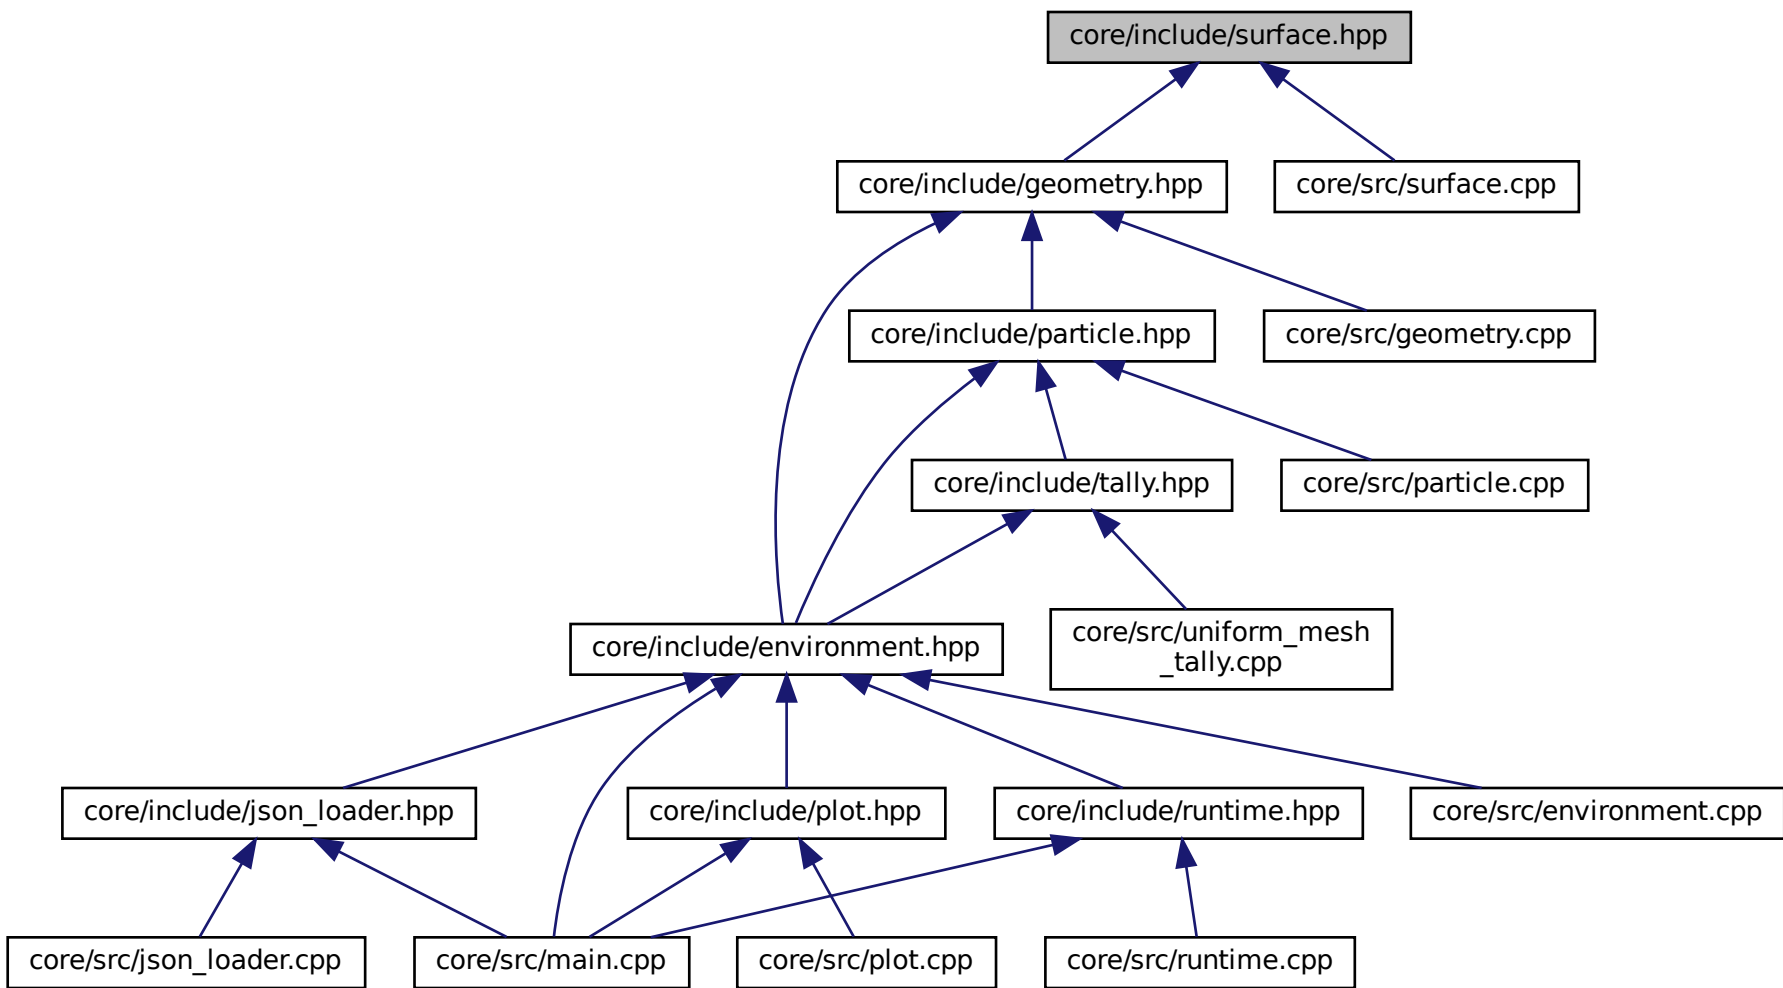 core/include/surface.hpp
core/include/geometry.hpp
core/src/surface.cpp
core/include/particle.hpp
core/src/geometry.cpp
core/include/tally.hpp
core/src/particle.cpp
core/include/environment.hpp
core/src/uniform_mesh
_tally.cpp
core/include/json_loader.hpp
core/include/plot.hpp
core/include/runtime.hpp
core/src/environment.cpp
core/src/json_loader.cpp
core/src/main.cpp
core/src/plot.cpp
core/src/runtime.cpp